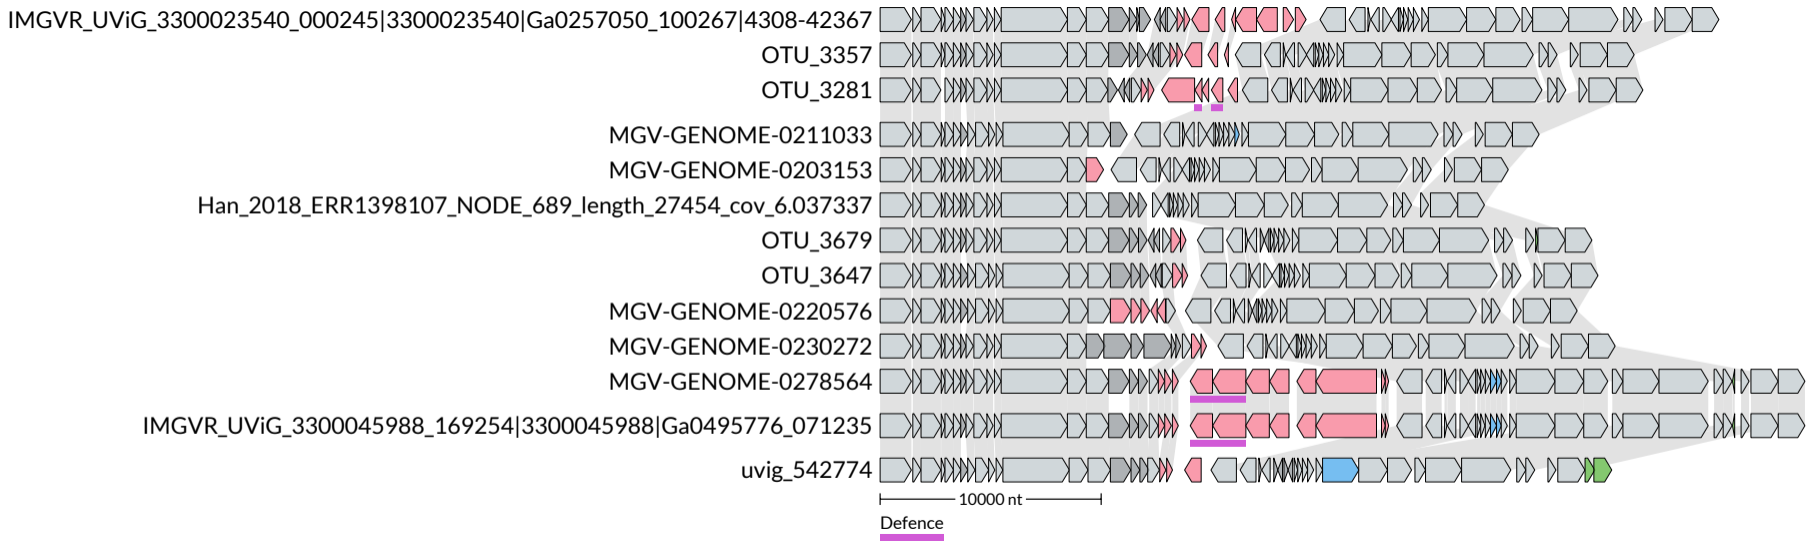 IMGVR_UViG_3300023540_000245|3300023540|Ga0257050_100267|4308-42367
OTU_3357
OTU_3281
MGV-GENOME-0211033
MGV-GENOME-0203153
Han_2018_ERR1398107_NODE_689_length_27454_cov_6.037337
OTU_3679
OTU_3647
MGV-GENOME-0220576
MGV-GENOME-0230272
MGV-GENOME-0278564
IMGVR_UViG_3300045988_169254|3300045988|Ga0495776_071235
uvig_542774
10000 nt
Defence